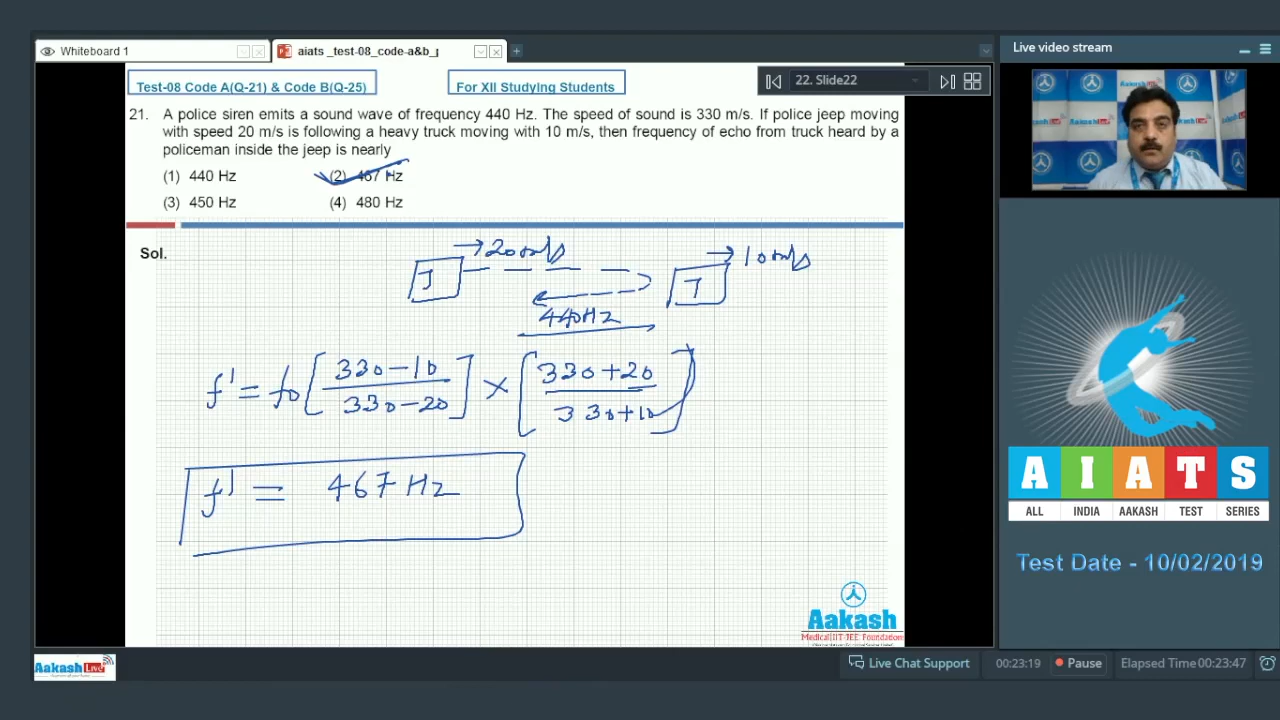 Whiteboard 1
aiats _test-08_code-a&b_
22. Slide22
Live video stream
Test-08 Code A(Q-21) & Code B(Q-25)
For XII Studying Students
21. A police siren emits a sound wave of frequency 440 Hz. The speed of sound is 330 m/s. If police jeep moving
with speed 20 m/s is following a heavy truck moving with 10 m/s, then frequency of echo from truck heard by a
policeman inside the jeep is nearly
(1) 440 Hz
(2) 467 Hz
(3) 450 Hz
(4) 480 Hz
Sol.
J → 20 m/s
T → 10 m/s
440Hz
f' = f0 [330-10 / 330-20] × [330+20 / 330+10]
f' = 467 Hz
AIATS
ALL INDIA AAKASH TEST SERIES
Test Date - 10/02/2019
Aakash
Medical|IIT-JEE|Foundations
Aakash Live
Live Chat Support
00:23:19
Pause
Elapsed Time 00:23:47